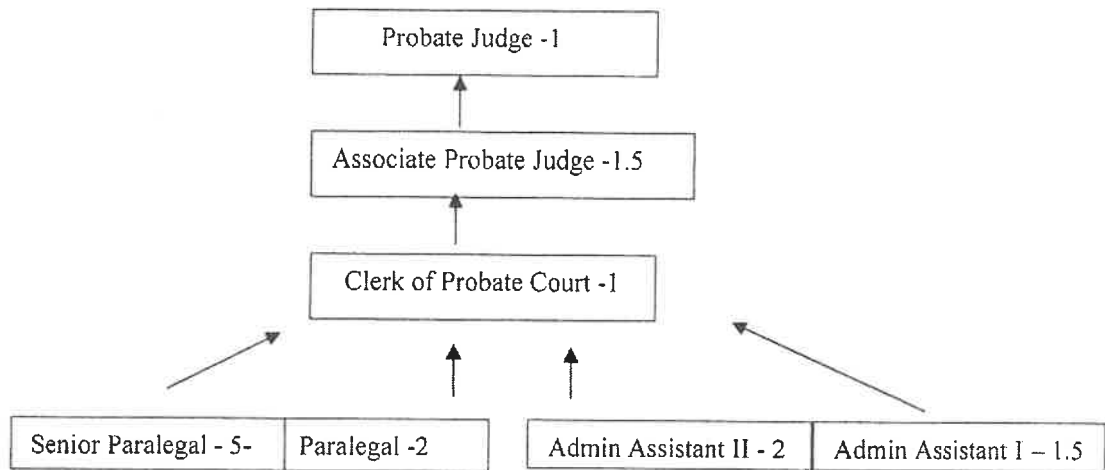 Probate Judge -1
Associate Probate Judge -1.5
Clerk of Probate Court -1
Senior Paralegal - 5-
Paralegal -2
Admin Assistant II - 2
Admin Assistant I – 1.5